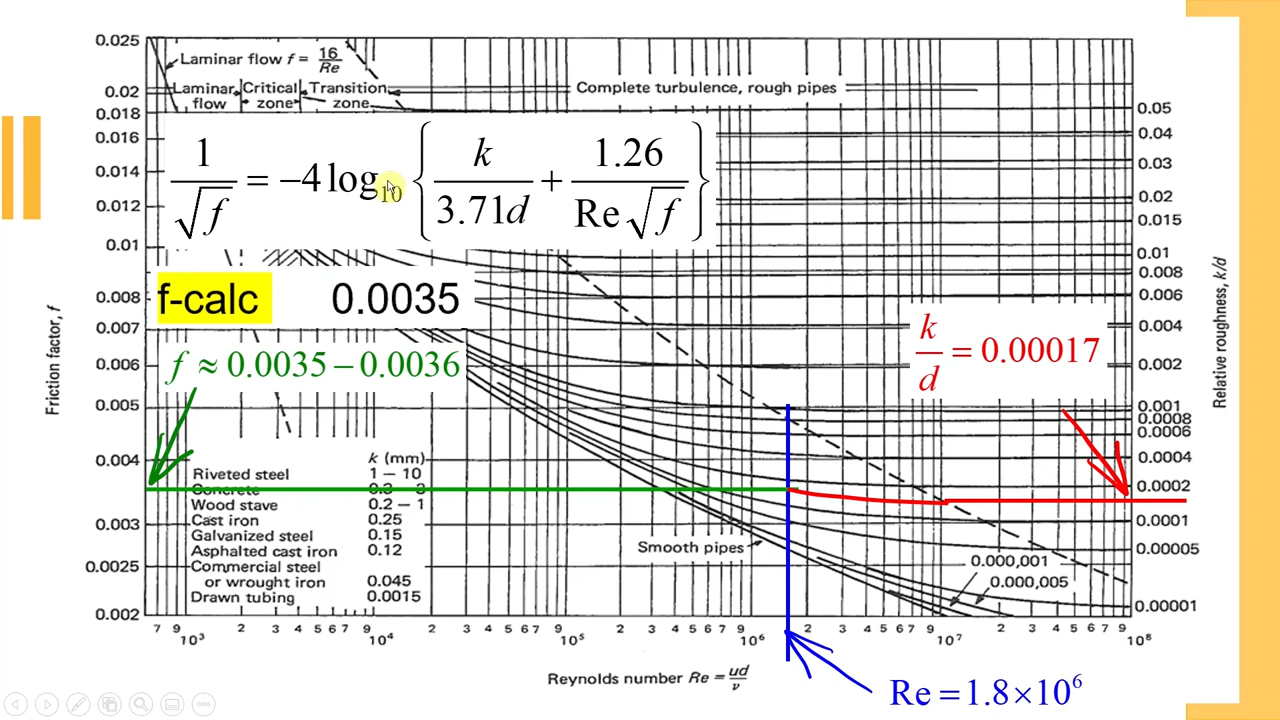 0.025
Laminar flow f = 16/Re
Laminar flow
Critical zone
Transition zone
Complete turbulence, rough pipes
0.02
0.018
0.016
0.014
0.012
0.01
0.008
0.007
0.006
0.005
0.004
0.003
0.0025
0.002
Friction factor, f
1/√f = −4 log10 { k/3.71d + 1.26/Re√f }
f-calc 0.0035
f ≈ 0.0035 – 0.0036
k/d = 0.00017
k (mm)
Riveted steel 1 – 10
Concrete 0.3 – 3
Wood stave 0.2 – 1
Cast iron 0.25
Galvanized steel 0.15
Asphalted cast iron 0.12
Commercial steel
or wrought iron 0.045
Drawn tubing 0.0015
Smooth pipes
0.000,001
0.000,005
0.05
0.04
0.03
0.02
0.015
0.01
0.008
0.006
0.004
0.002
0.001
0.0008
0.0006
0.0004
0.0002
0.0001
0.00005
0.00001
Relative roughness, k/d
7 9 10³ 2 3 4 5 6 7 9 10⁴ 2 3 4 5 6 7 9 10⁵ 2 3 4 5 6 7 9 10⁶ 2 3 4 5 6 7 9 10⁷ 2 3 4 5 6 7 9 10⁸
Reynolds number Re = ud/ν
Re = 1.8×10⁶